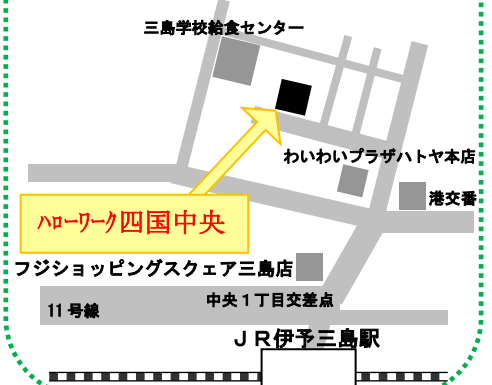 三島学校給食センター
わいわいプラザハトヤ本店
港交番
ﾊﾛｰﾜｰｸ四国中央
フジショッピングスクェア三島店
中央１丁目交差点
11号線
ＪＲ伊予三島駅